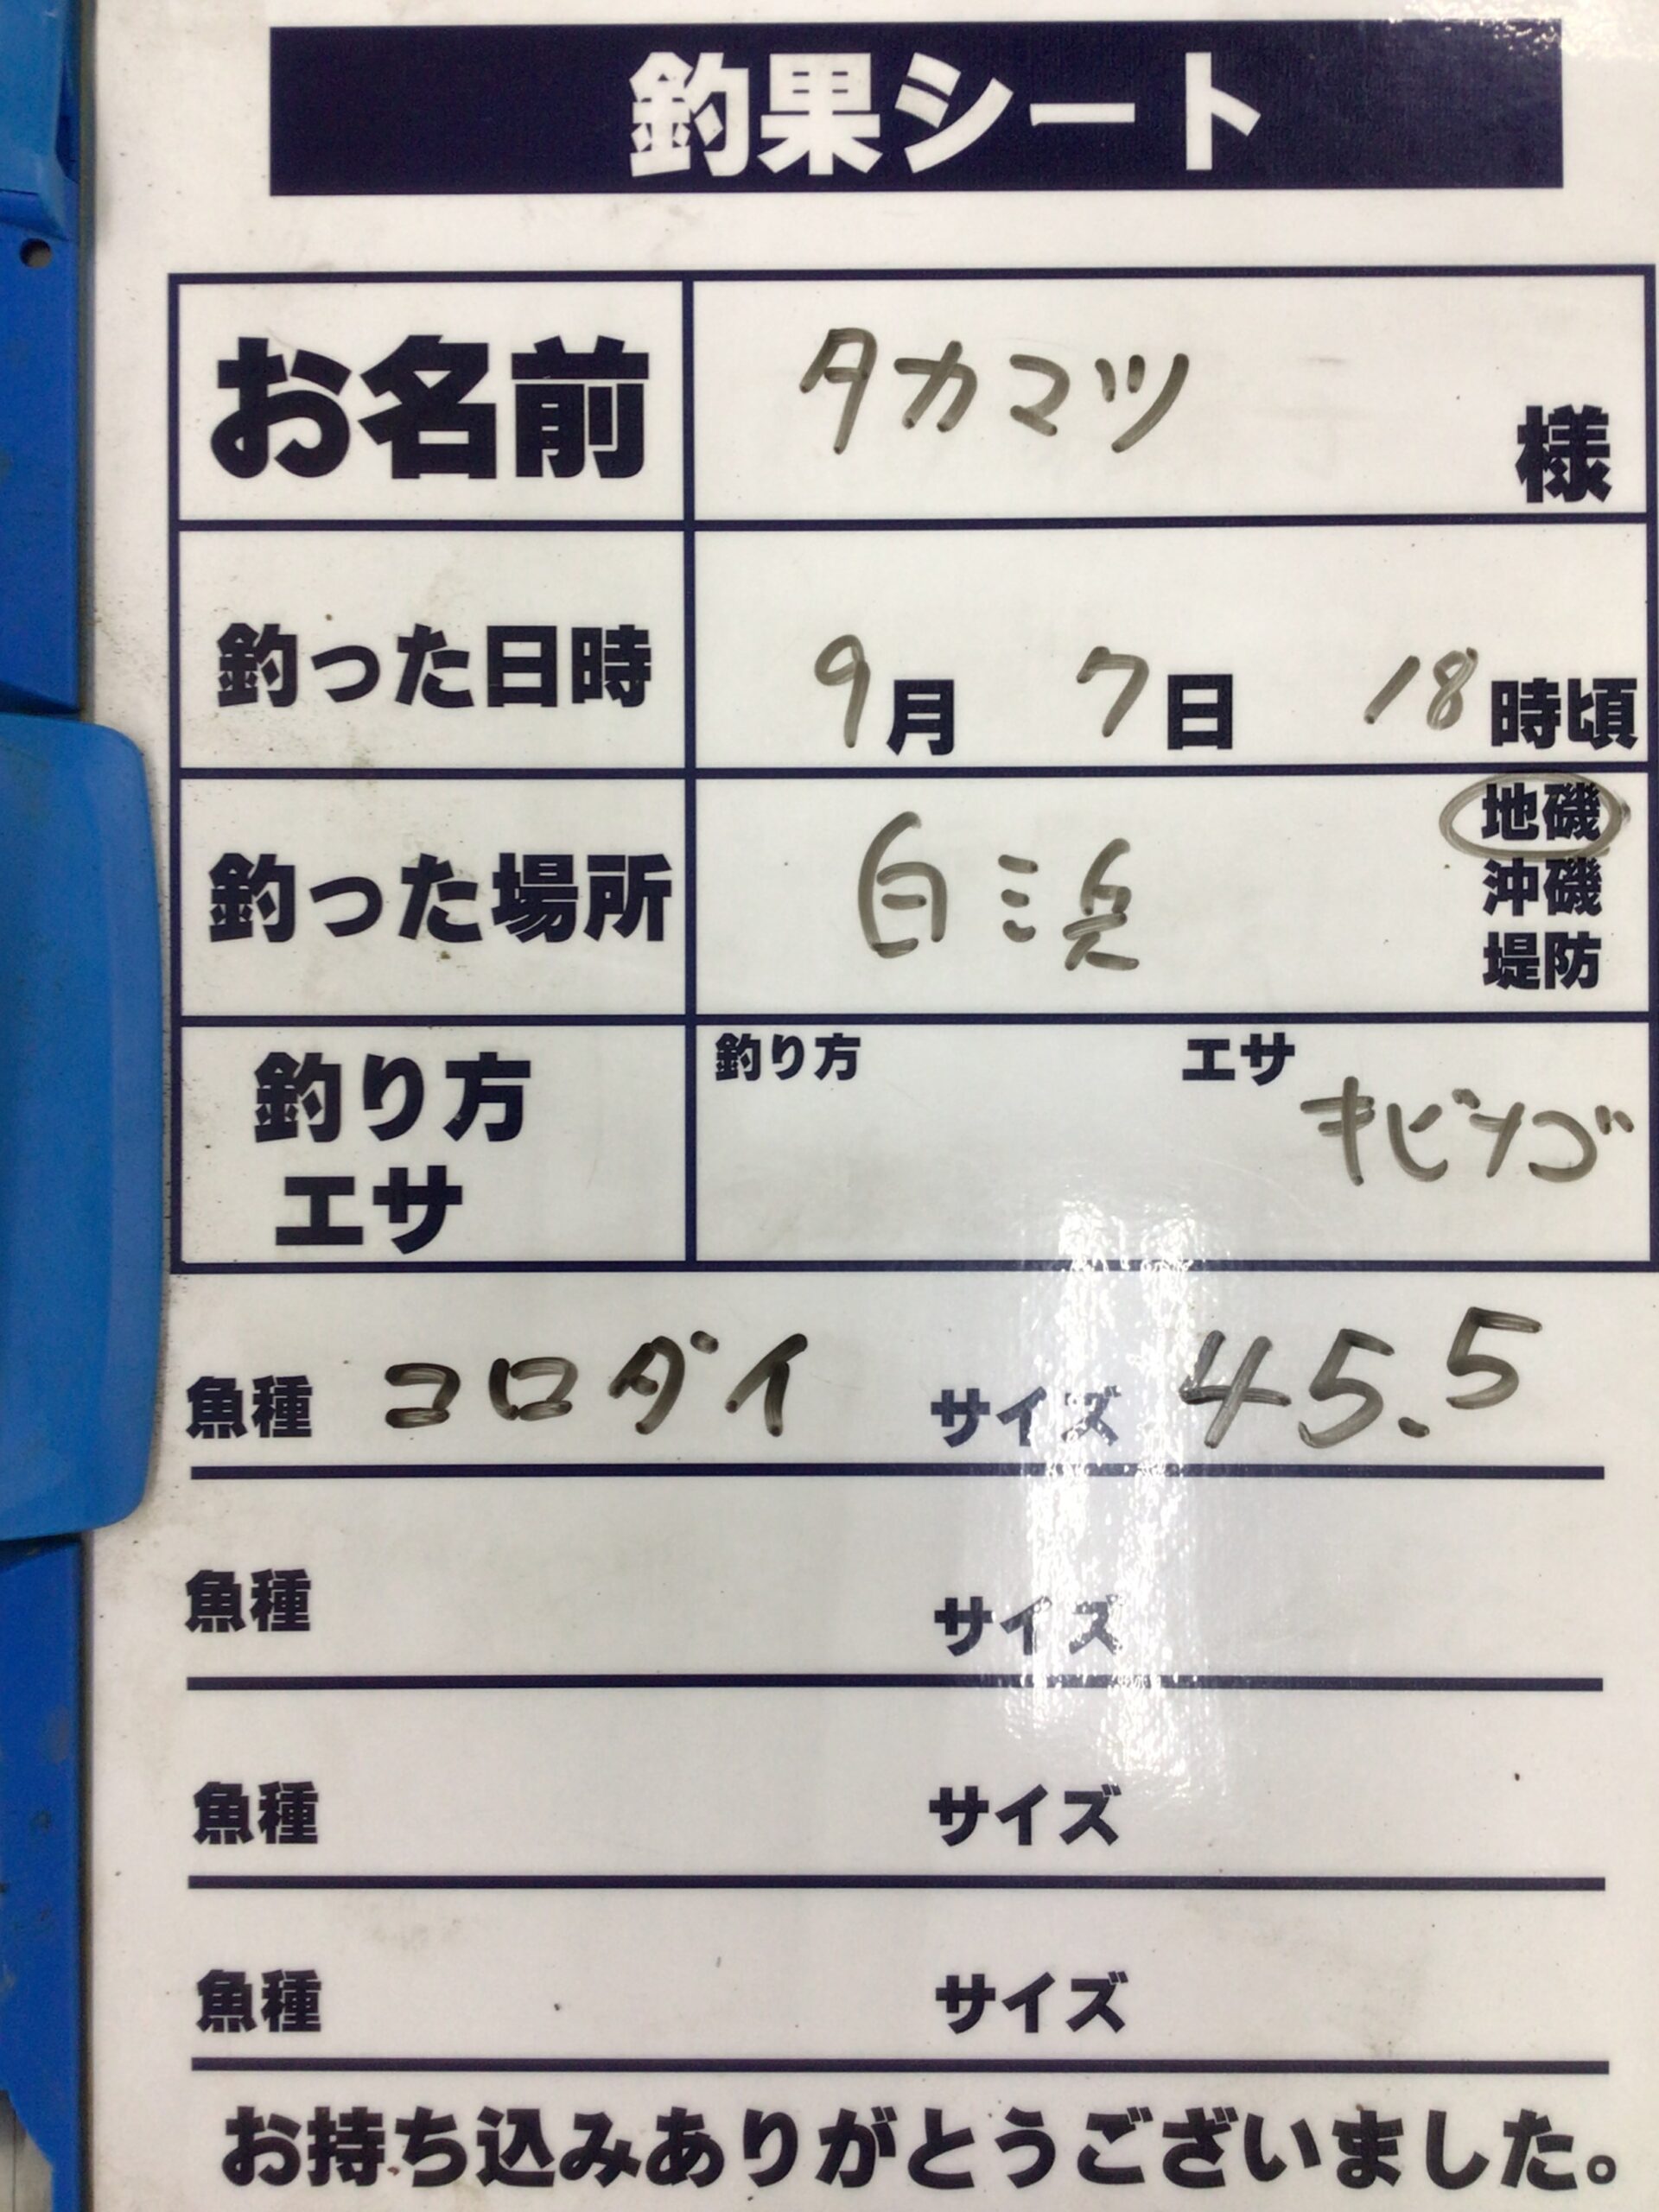 釣果シート
お名前 タカマツ 様
釣った日時 9月 7日 18時頃
釣った場所 白浜 地磯
沖磯
堤防
釣り方 エサ 釣り方 エサ キビナゴ
魚種 コロダイ サイズ 45.5
魚種 サイズ
魚種 サイズ
魚種 サイズ
お持ち込みありがとうございました。